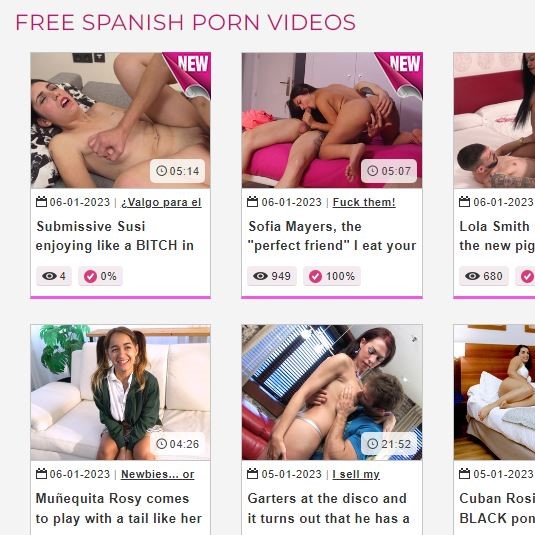 FREE SPANISH PORN VIDEOS
NEW
NEW
05:14
05:07
06-01-2023 | ¿Valgo para el
06-01-2023 | Fuck them!
06-01-2023
Submissive Susi
enjoying like a BITCH in
Sofia Mayers, the
"perfect friend" I eat your
Lola Smith
the new pig
4
0%
949
100%
680
04:26
21:52
06-01-2023 | Newbies... or
05-01-2023 | I sell my
05-01-2023
Muñequita Rosy comes
to play with a tail like her
Garters at the disco and
it turns out that he has a
Cuban Rosi
BLACK porn